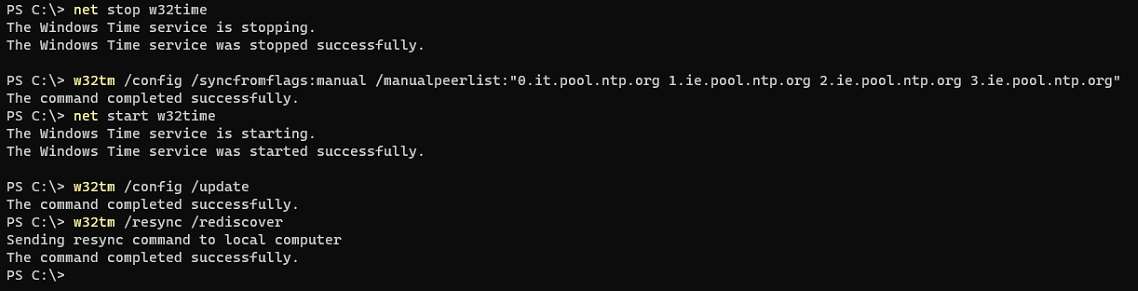 PS C:\> net stop w32time
The Windows Time service is stopping.
The Windows Time service was stopped successfully.
PS C:\> w32tm /config /syncfromflags:manual /manualpeerlist:"0.it.pool.ntp.org 1.ie.pool.ntp.org 2.ie.pool.ntp.org 3.ie.pool.ntp.org"
The command completed successfully.
PS C:\> net start w32time
The Windows Time service is starting.
The Windows Time service was started successfully.
PS C:\> w32tm /config /update
The command completed successfully.
PS C:\> w32tm /resync /rediscover
Sending resync command to local computer
The command completed successfully.
PS C:\>